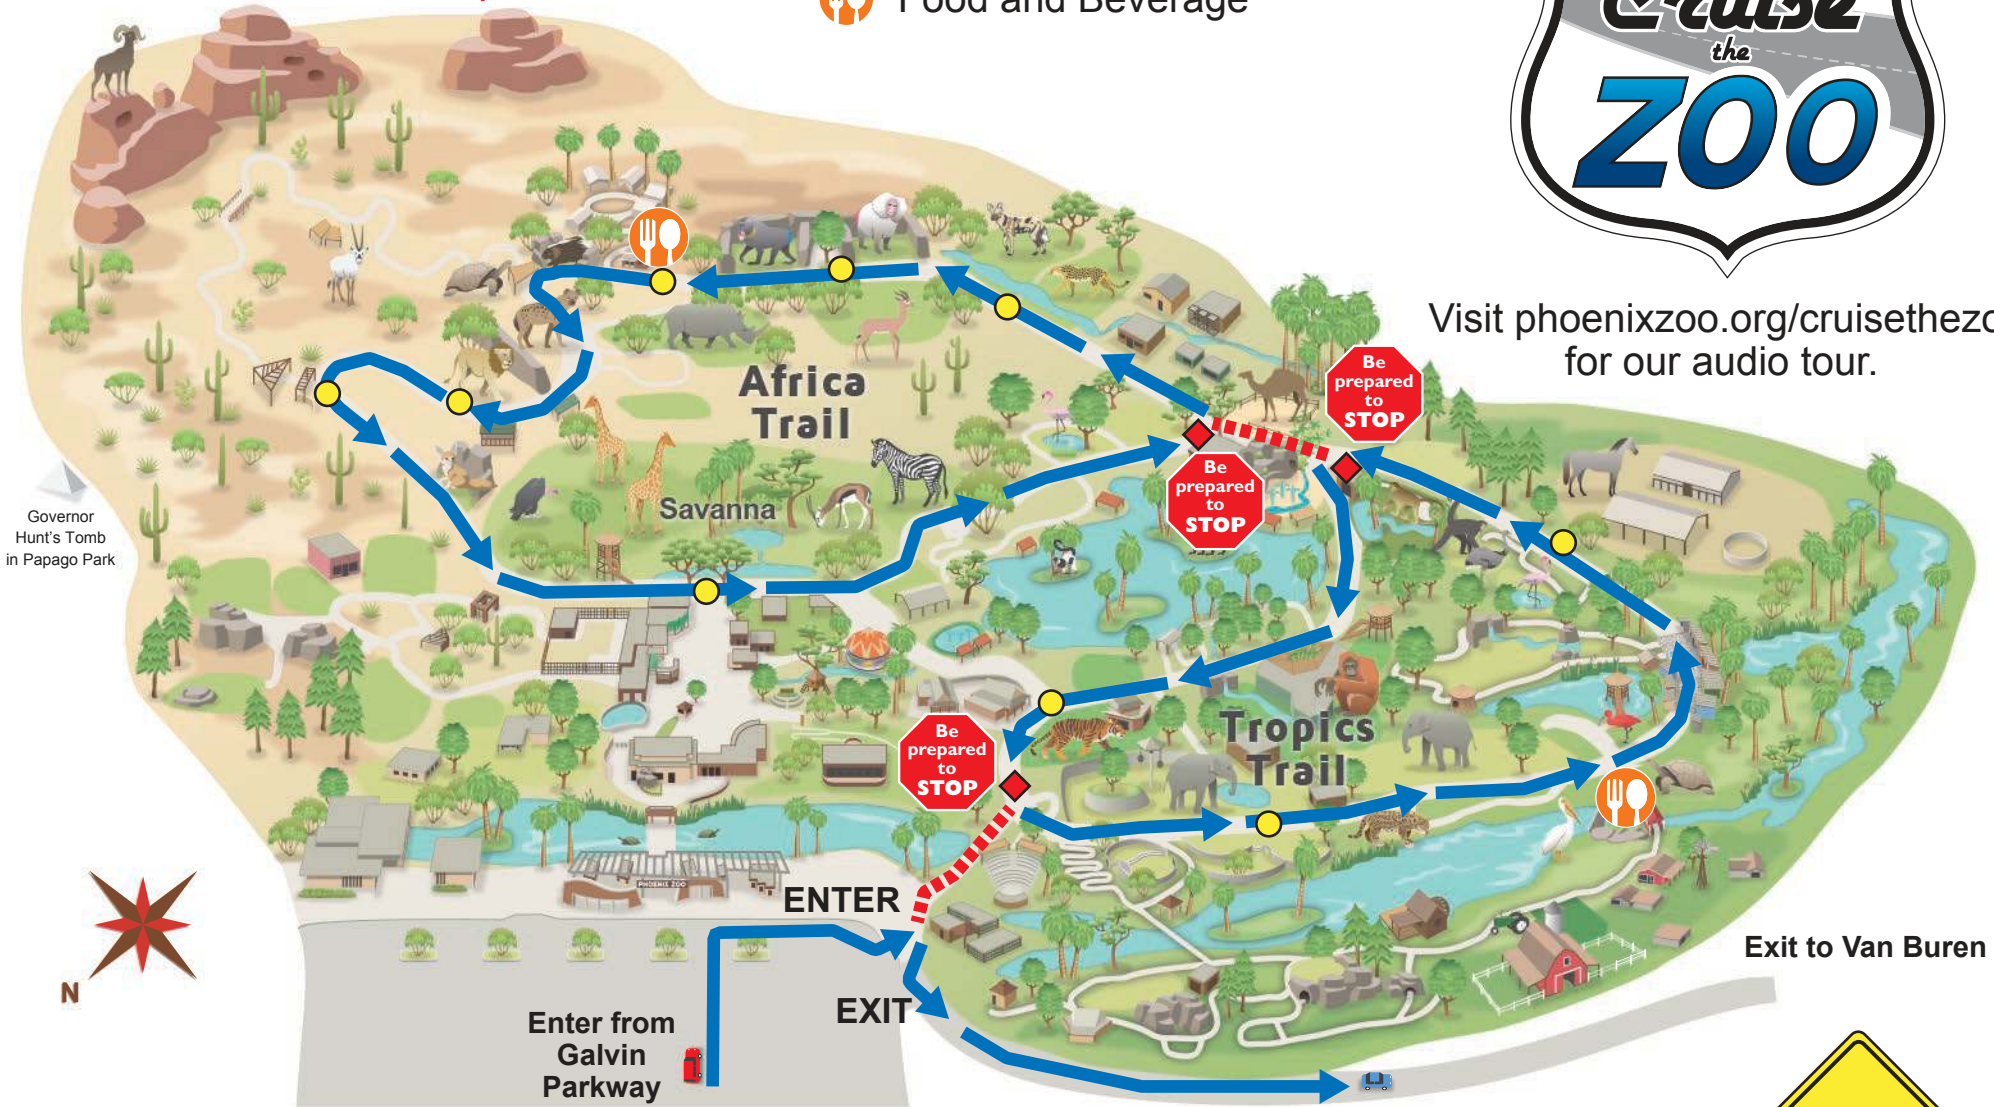 Food and Beverage
Cruise
the
ZOO
Visit phoenixzoo.org/cruisethezo
for our audio tour.
Be
prepared
to
STOP
Africa
Trail
Be
prepared
to
STOP
Savanna
Governor
Hunt's Tomb
in Papago Park
Tropics
Trail
Be
prepared
to
STOP
PHOENIX ZOO
ENTER
N
Exit to Van Buren
EXIT
Enter from
Galvin
Parkway